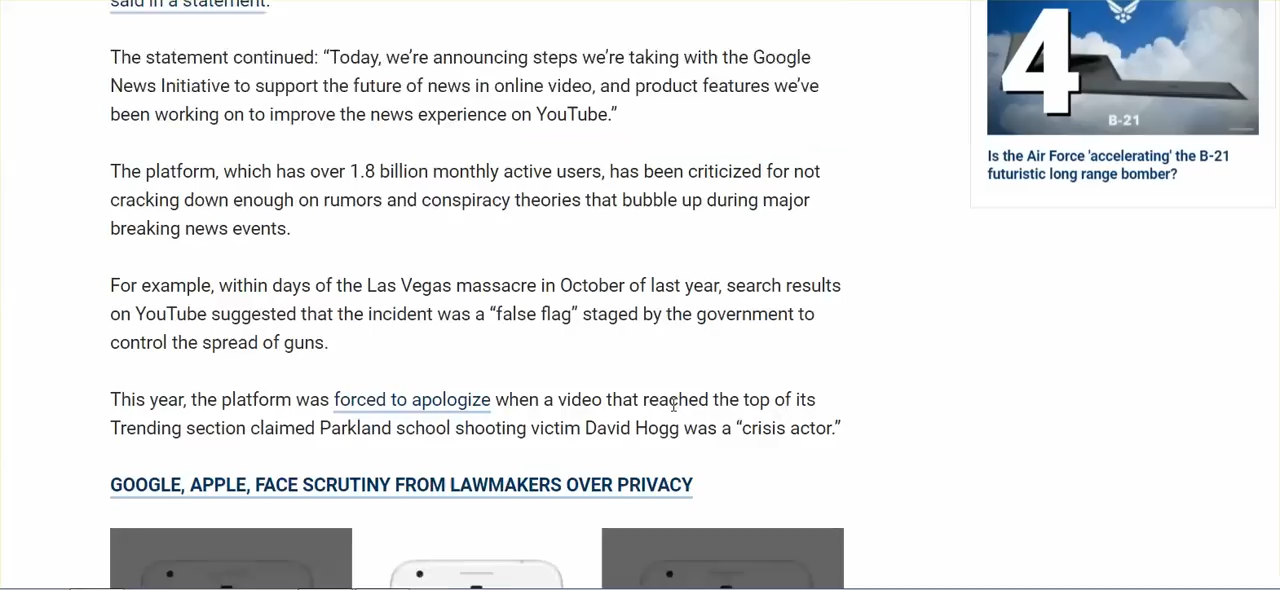 said in a statement.
The statement continued: “Today, we’re announcing steps we’re taking with the Google
News Initiative to support the future of news in online video, and product features we’ve
been working on to improve the news experience on YouTube.”
The platform, which has over 1.8 billion monthly active users, has been criticized for not
cracking down enough on rumors and conspiracy theories that bubble up during major
breaking news events.
For example, within days of the Las Vegas massacre in October of last year, search results
on YouTube suggested that the incident was a “false flag” staged by the government to
control the spread of guns.
This year, the platform was forced to apologize when a video that reached the top of its
Trending section claimed Parkland school shooting victim David Hogg was a “crisis actor.”
GOOGLE, APPLE, FACE SCRUTINY FROM LAWMAKERS OVER PRIVACY
4
B-21
Is the Air Force 'accelerating' the B-21
futuristic long range bomber?